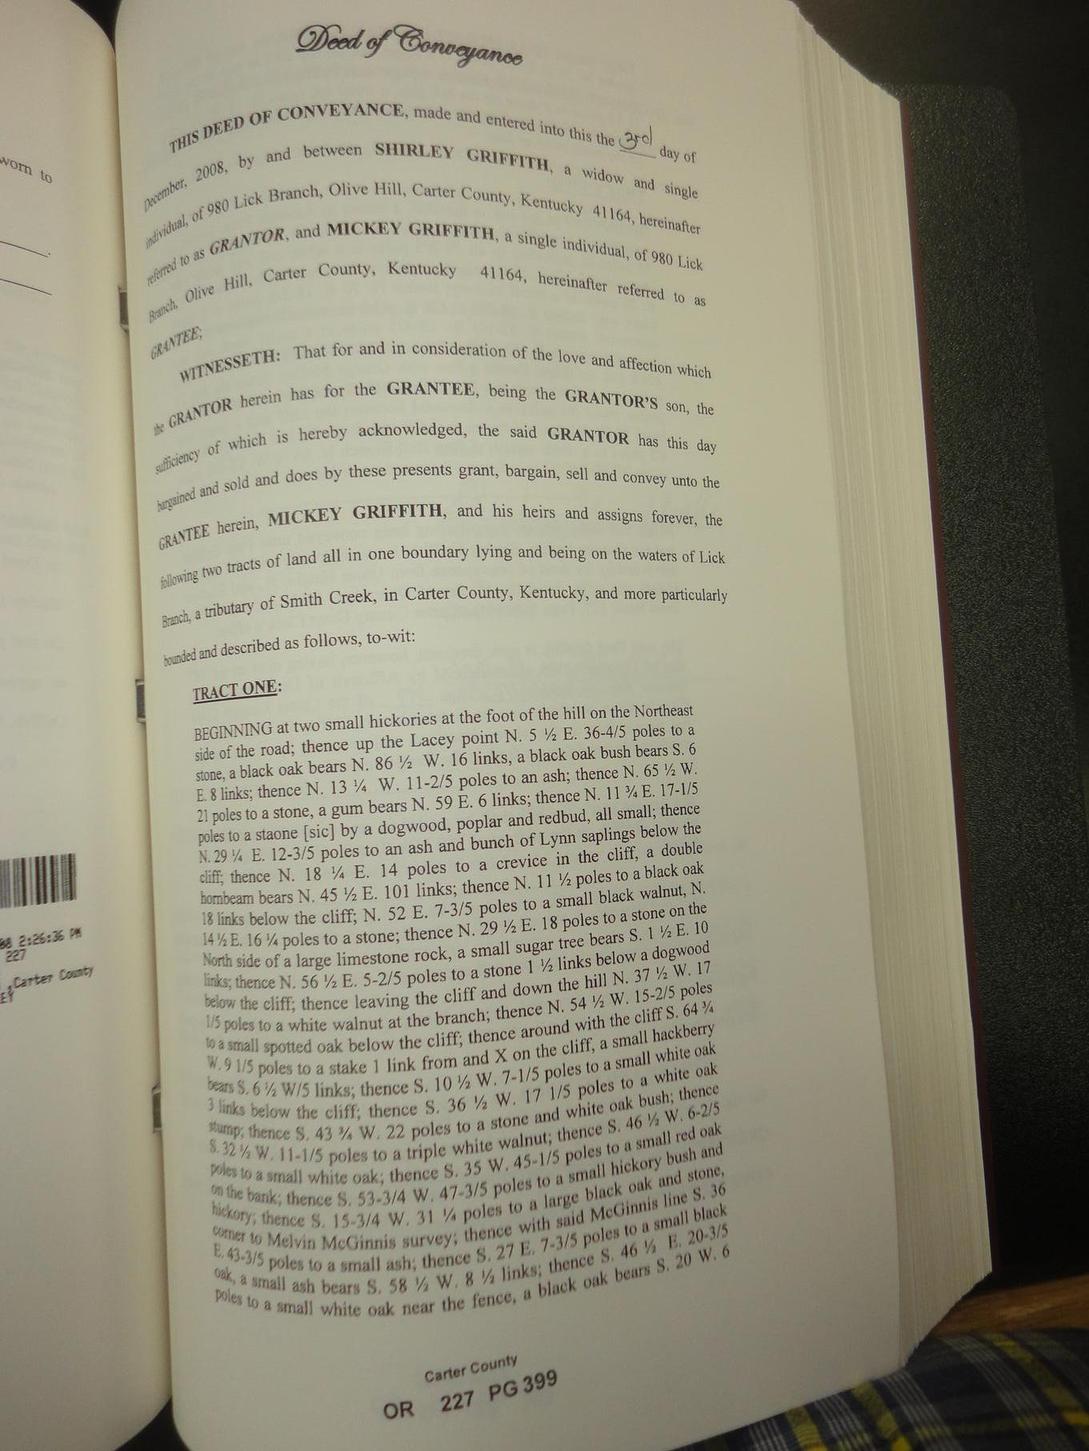 Deed of Conveyance
THIS DEED OF CONVEYANCE, made and entered into this the 3rd day of
December, 2008, by and between SHIRLEY GRIFFITH, a widow and single
individual, of 980 Lick Branch, Olive Hill, Carter County, Kentucky 41164, hereinafter
referred to as GRANTOR, and MICKEY GRIFFITH, a single individual, of 980 Lick
Branch, Olive Hill, Carter County, Kentucky 41164, hereinafter referred to as
GRANTEE;
WITNESSETH: That for and in consideration of the love and affection which
the GRANTOR herein has for the GRANTEE, being the GRANTOR'S son, the
sufficiency of which is hereby acknowledged, the said GRANTOR has this day
bargained and sold and does by these presents grant, bargain, sell and convey unto the
GRANTEE herein, MICKEY GRIFFITH, and his heirs and assigns forever, the
following two tracts of land all in one boundary lying and being on the waters of Lick
Branch, a tributary of Smith Creek, in Carter County, Kentucky, and more particularly
bounded and described as follows, to-wit:
TRACT ONE:
BEGINNING at two small hickories at the foot of the hill on the Northeast
side of the road; thence up the Lacey point N. 5 ½ E. 36-4/5 poles to a
stone, a black oak bears N. 86 ½ W. 16 links, a black oak bush bears S. 6
E. 8 links; thence N. 13 ¼ W. 11-2/5 poles to an ash; thence N. 65 ½ W.
21 poles to a stone, a gum bears N. 59 E. 6 links; thence N. 11 ¾ E. 17-1/5
poles to a staone [sic] by a dogwood, poplar and redbud, all small; thence
N. 29 ¼ E. 12-3/5 poles to an ash and bunch of Lynn saplings below the
cliff; thence N. 18 ¼ E. 14 poles to a crevice in the cliff, a double
hornbeam bears N. 45 ½ E. 101 links; thence N. 11 ½ poles to a black oak
18 links below the cliff; N. 52 E. 7-3/5 poles to a small black walnut, N.
14 ½ E. 16 ¼ poles to a stone; thence N. 29 ½ E. 18 poles to a stone on the
North side of a large limestone rock, a small sugar tree bears S. 1 ½ E. 10
links; thence N. 56 ½ E. 5-2/5 poles to a stone 1 ½ links below a dogwood
below the cliff; thence leaving the cliff and down the hill N. 37 ½ W. 17
1/5 poles to a white walnut at the branch; thence N. 54 ½ W. 15-2/5 poles
to a small spotted oak below the cliff; thence around with the cliff S. 64 ¾
W. 9 1/5 poles to a stake 1 link from and X on the cliff, a small hackberry
bears S. 6 ½ W/5 links; thence S. 10 ½ W. 7-1/5 poles to a small white oak
3 links below the cliff; thence S. 36 ½ W. 17 1/5 poles to a white oak
stump; thence S. 43 ¾ W. 22 poles to a stone and white oak bush; thence
S. 32 ½ W. 11-1/5 poles to a triple white walnut; thence S. 46 ½ W. 6-2/5
poles to a small white oak; thence S. 35 W. 45-1/5 poles to a small red oak
on the bank; thence S. 53-3/4 W. 47-3/5 poles to a small hickory bush and
hickory; thence S. 15-3/4 W. 31 ¼ poles to a large black oak and stone,
corner to Melvin McGinnis survey; thence with said McGinnis line S. 36
E. 43-3/5 poles to a small ash; thence S. 27 E. 7-3/5 poles to a small black
oak, a small ash bears S. 58 ½ W. 8 ½ links; thence S. 46 ½ E. 20-3/5
poles to a small white oak near the fence, a black oak bears S. 20 W. 6
Carter County
OR 227 PG 399
worn to
2:26:36 PM
227
,Carter County